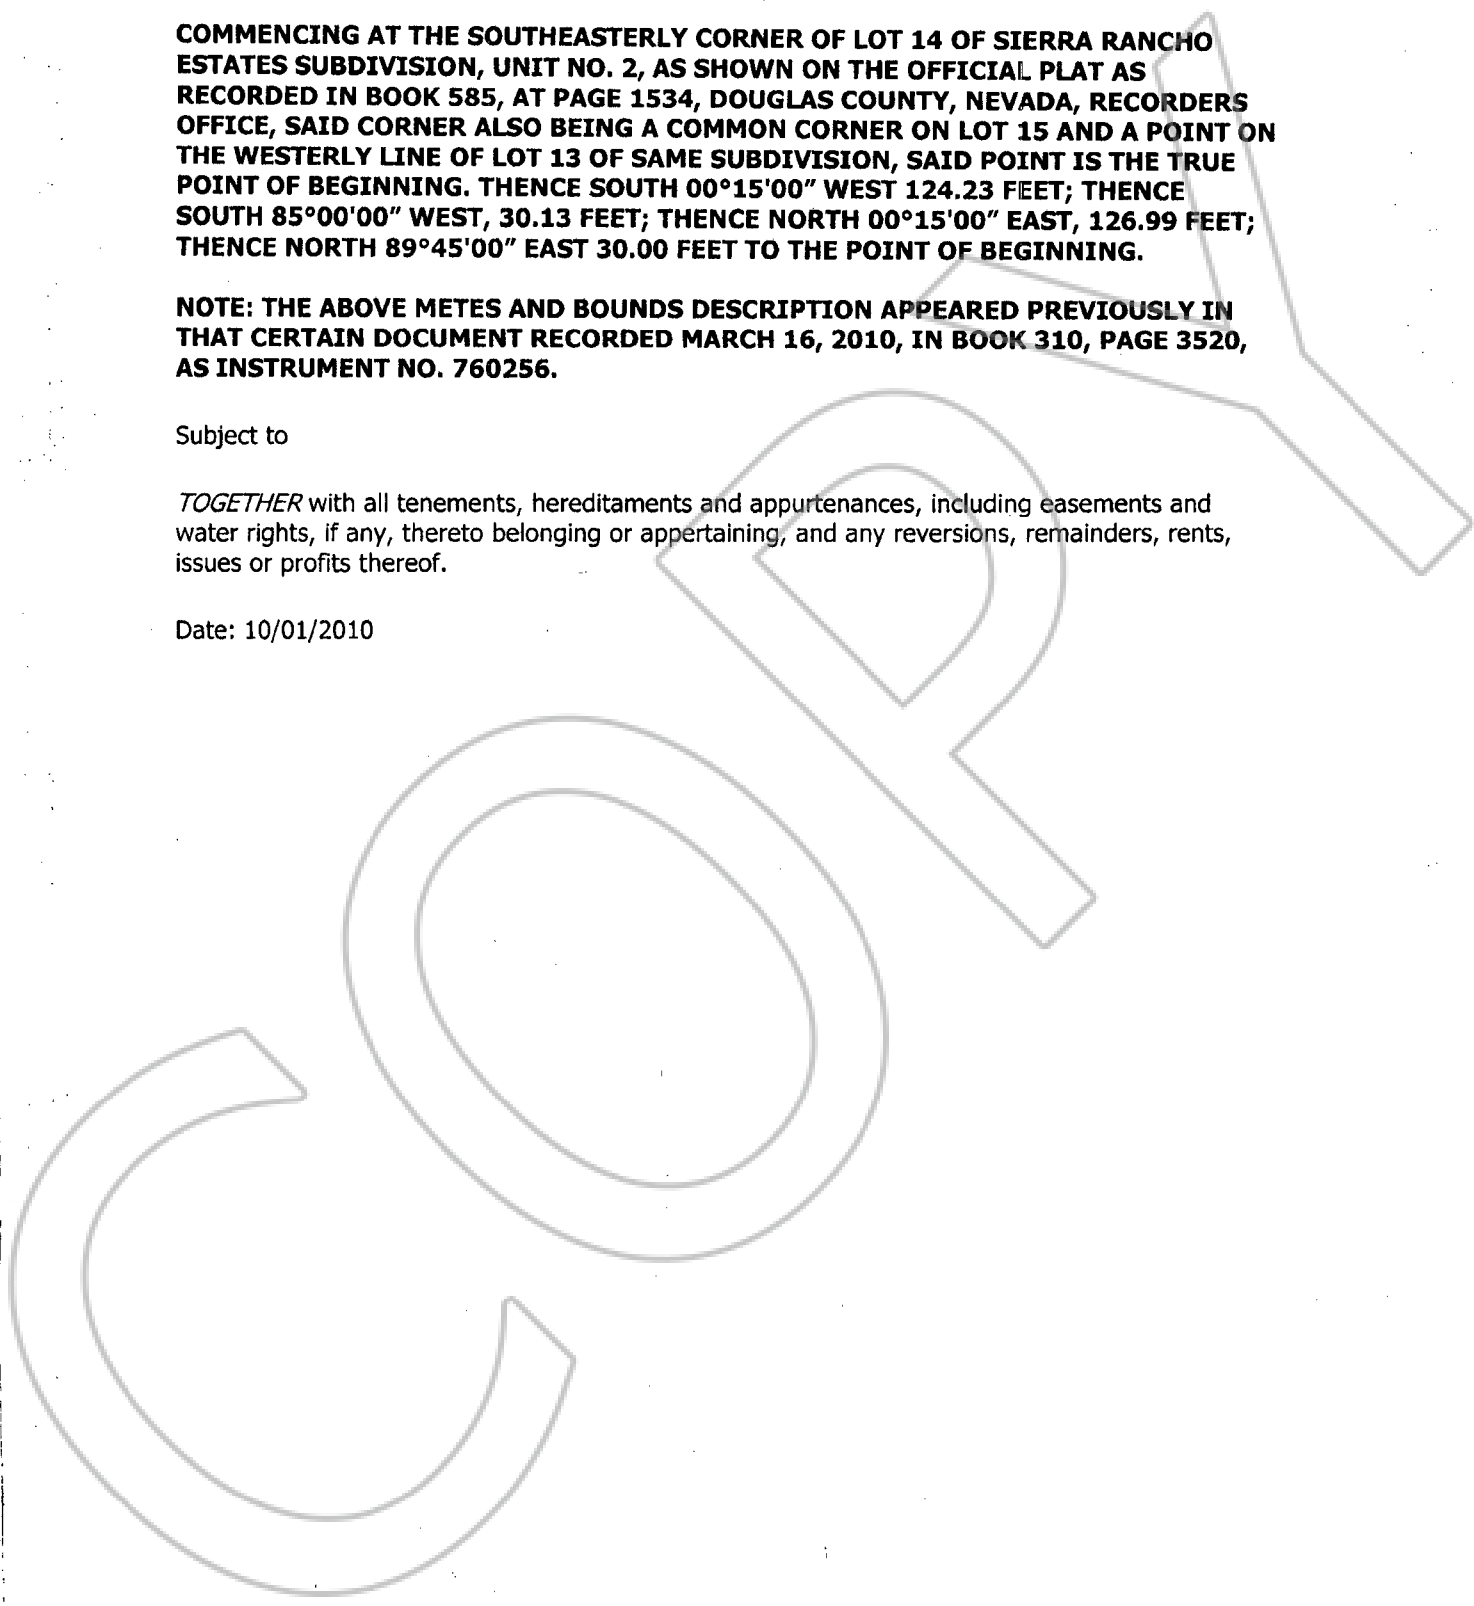 COMMENCING AT THE SOUTHEASTERLY CORNER OF LOT 14 OF SIERRA RANCHO
ESTATES SUBDIVISION, UNIT NO. 2, AS SHOWN ON THE OFFICIAL PLAT AS
RECORDED IN BOOK 585, AT PAGE 1534, DOUGLAS COUNTY, NEVADA, RECORDERS
OFFICE, SAID CORNER ALSO BEING A COMMON CORNER ON LOT 15 AND A POINT ON
THE WESTERLY LINE OF LOT 13 OF SAME SUBDIVISION, SAID POINT IS THE TRUE
POINT OF BEGINNING. THENCE SOUTH 00°15'00" WEST 124.23 FEET; THENCE
SOUTH 85°00'00" WEST, 30.13 FEET; THENCE NORTH 00°15'00" EAST, 126.99 FEET;
THENCE NORTH 89°45'00" EAST 30.00 FEET TO THE POINT OF BEGINNING.
NOTE: THE ABOVE METES AND BOUNDS DESCRIPTION APPEARED PREVIOUSLY IN
THAT CERTAIN DOCUMENT RECORDED MARCH 16, 2010, IN BOOK 310, PAGE 3520,
AS INSTRUMENT NO. 760256.
Subject to
TOGETHER with all tenements, hereditaments and appurtenances, including easements and
water rights, if any, thereto belonging or appertaining, and any reversions, remainders, rents,
issues or profits thereof.
Date: 10/01/2010
COPY